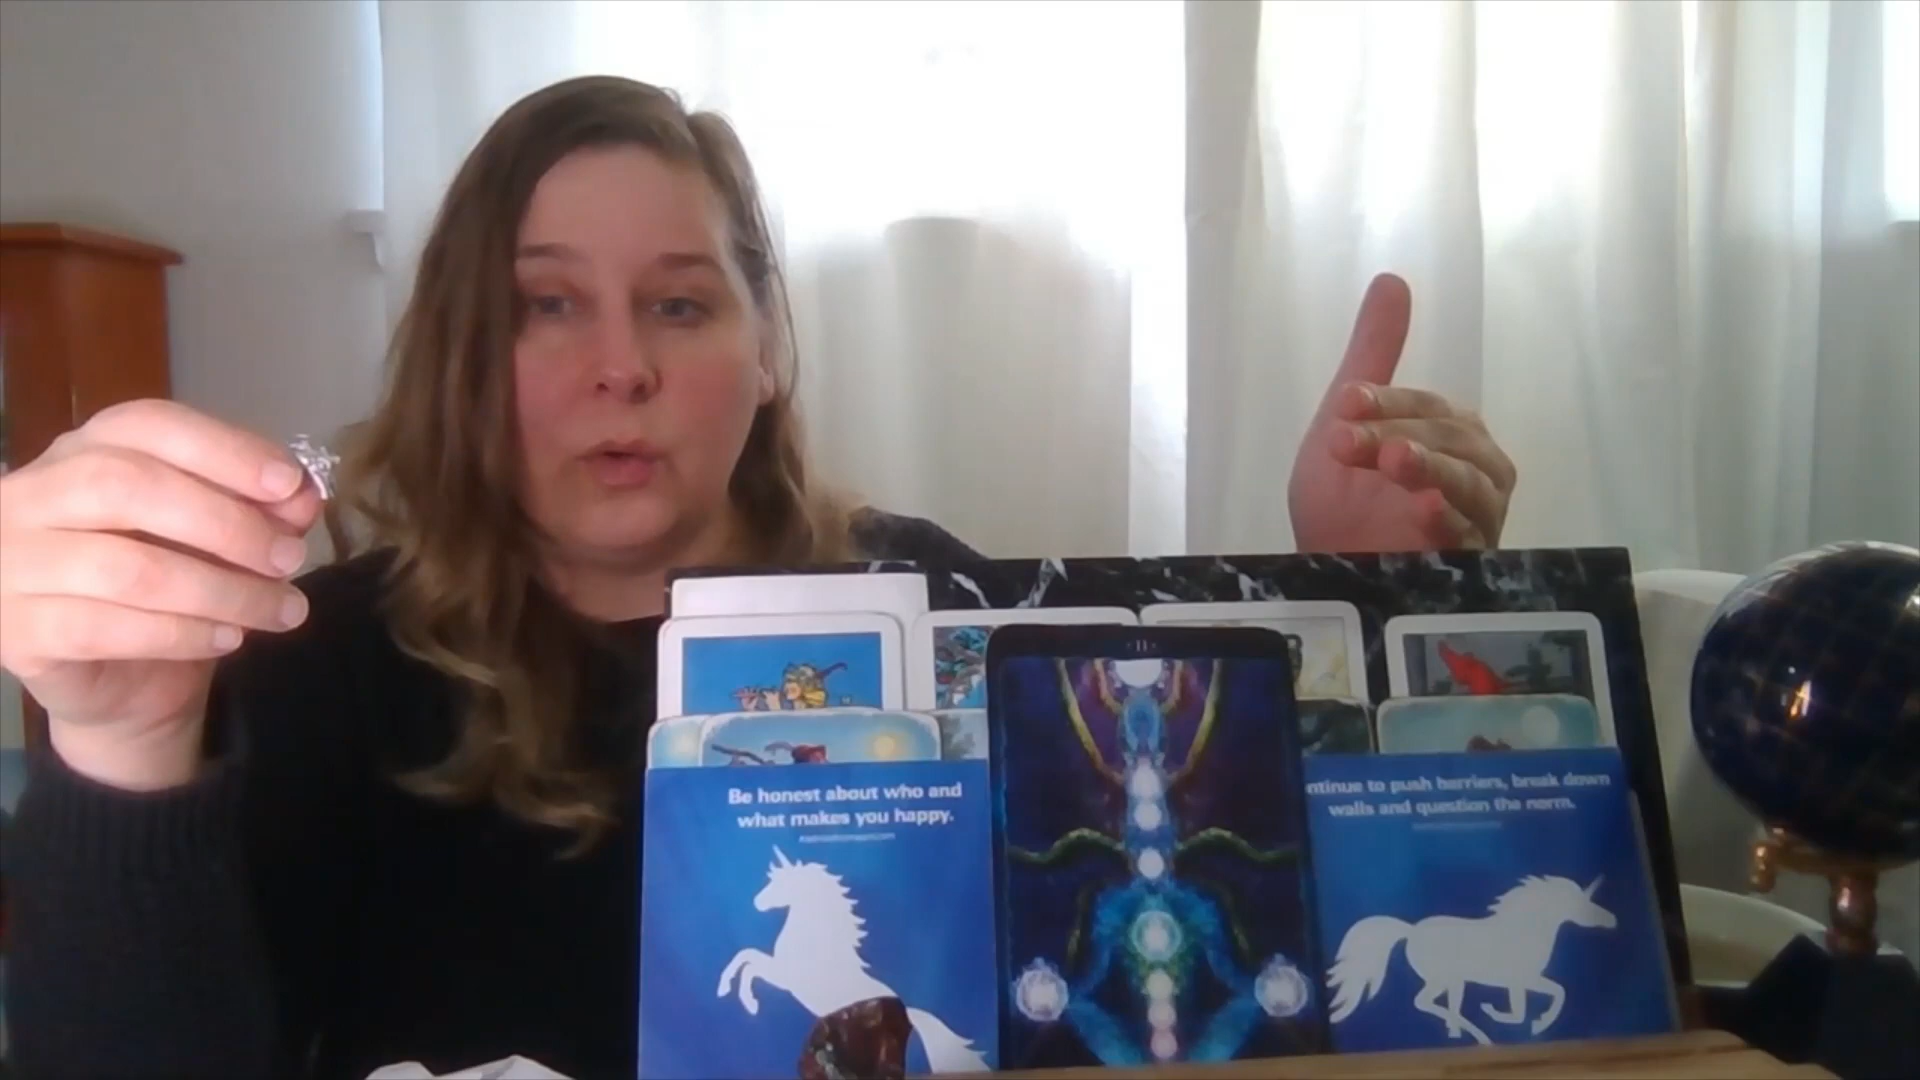 II
Be honest about who and
what makes you happy.
ntinue to push barriers, break down
walls and question the norm.